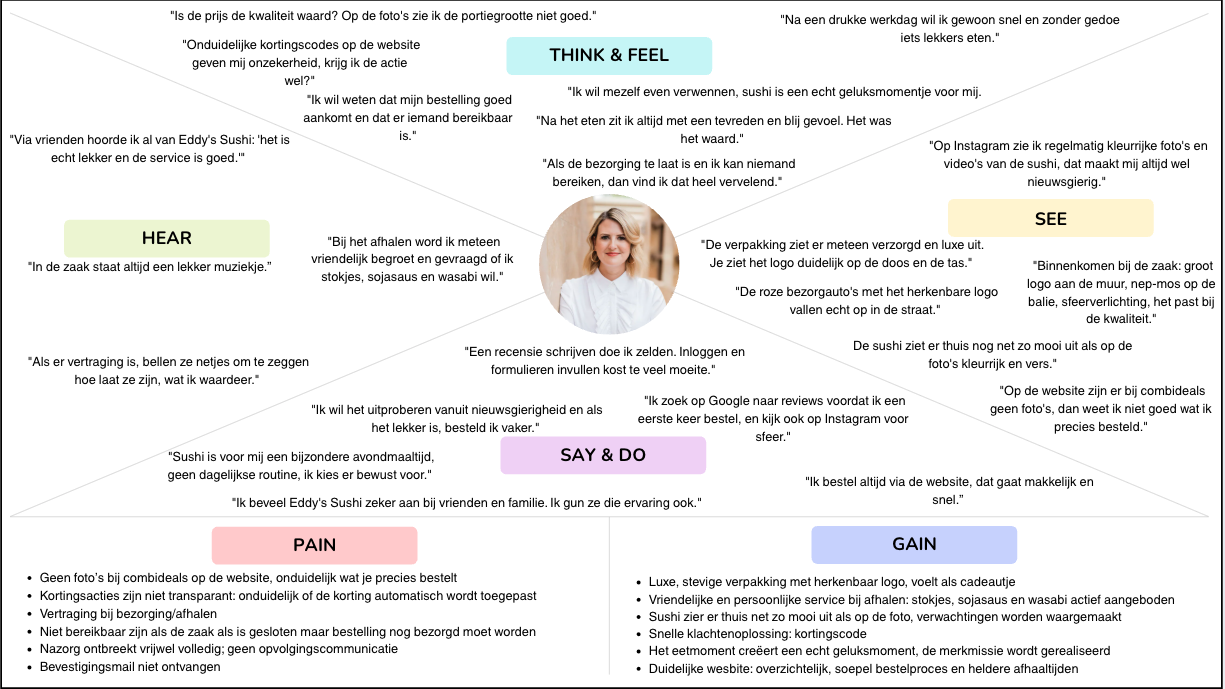 "Is de prijs de kwaliteit waard? Op de foto's zie ik de portiegrootte niet goed."
"Na een drukke werkdag wil ik gewoon snel en zonder gedoe
iets lekkers eten."
"Onduidelijke kortingscodes op de website
geven mij onzekerheid, krijg ik de actie
wel?"
THINK & FEEL
"Ik wil weten dat mijn bestelling goed
aankomt en dat er iemand bereikbaar
is."
"Ik wil mezelf even verwennen, sushi is een echt geluksmomentje voor mij.
"Na het eten zit ik altijd met een tevreden en blij gevoel. Het was
het waard."
"Als de bezorging te laat is en ik kan niemand
bereiken, dan vind ik dat heel vervelend."
"Via vrienden hoorde ik al van Eddy's Sushi: 'het is
echt lekker en de service is goed.'"
HEAR
"In de zaak staat altijd een lekker muziekje.”
"Bij het afhalen word ik meteen
vriendelijk begroet en gevraagd of ik
stokjes, sojasaus en wasabi wil."
"Als er vertraging is, bellen ze netjes om te zeggen
hoe laat ze zijn, wat ik waardeer."
"Op Instagram zie ik regelmatig kleurrijke foto's en
video's van de sushi, dat maakt mij altijd wel
nieuwsgierig."
SEE
"De verpakking ziet er meteen verzorgd en luxe uit.
Je ziet het logo duidelijk op de doos en de tas."
"De roze bezorgauto's met het herkenbare logo
vallen echt op in de straat."
"Binnenkomen bij de zaak: groot
logo aan de muur, nep-mos op de
balie, sfeerverlichting, het past bij
de kwaliteit."
De sushi ziet er thuis nog net zo mooi uit als op de
foto's kleurrijk en vers."
"Op de website zijn er bij combideals
geen foto's, dan weet ik niet goed wat ik
precies besteld."
"Een recensie schrijven doe ik zelden. Inloggen en
formulieren invullen kost te veel moeite."
"Ik wil het uitproberen vanuit nieuwsgierigheid en als
het lekker is, besteld ik vaker."
"Ik zoek op Google naar reviews voordat ik een
eerste keer bestel, en kijk ook op Instagram voor
sfeer."
SAY & DO
"Sushi is voor mij een bijzondere avondmaaltijd,
geen dagelijkse routine, ik kies er bewust voor."
"Ik beveel Eddy's Sushi zeker aan bij vrienden en familie. Ik gun ze die ervaring ook."
"Ik bestel altijd via de website, dat gaat makkelijk en
snel.”
PAIN
• Geen foto's bij combideals op de website, onduidelijk wat je precies bestelt
• Kortingsacties zijn niet transparant: onduidelijk of de korting automatisch wordt toegepast
• Vertraging bij bezorging/afhalen
• Niet bereikbaar zijn als de zaak als is gesloten maar bestelling nog bezorgd moet worden
• Nazorg ontbreekt vrijwel volledig; geen opvolgingscommunicatie
• Bevestigingsmail niet ontvangen
GAIN
• Luxe, stevige verpakking met herkenbaar logo, voelt als cadeautje
• Vriendelijke en persoonlijke service bij afhalen: stokjes, sojasaus en wasabi actief aangeboden
• Sushi zier er thuis net zo mooi uit als op de foto, verwachtingen worden waargemaakt
• Snelle klachtenoplossing: kortingscode
• Het eetmoment creëert een echt geluksmoment, de merkmissie wordt gerealiseerd
• Duidelijke wesbite: overzichtelijk, soepel bestelproces en heldere afhaaltijden